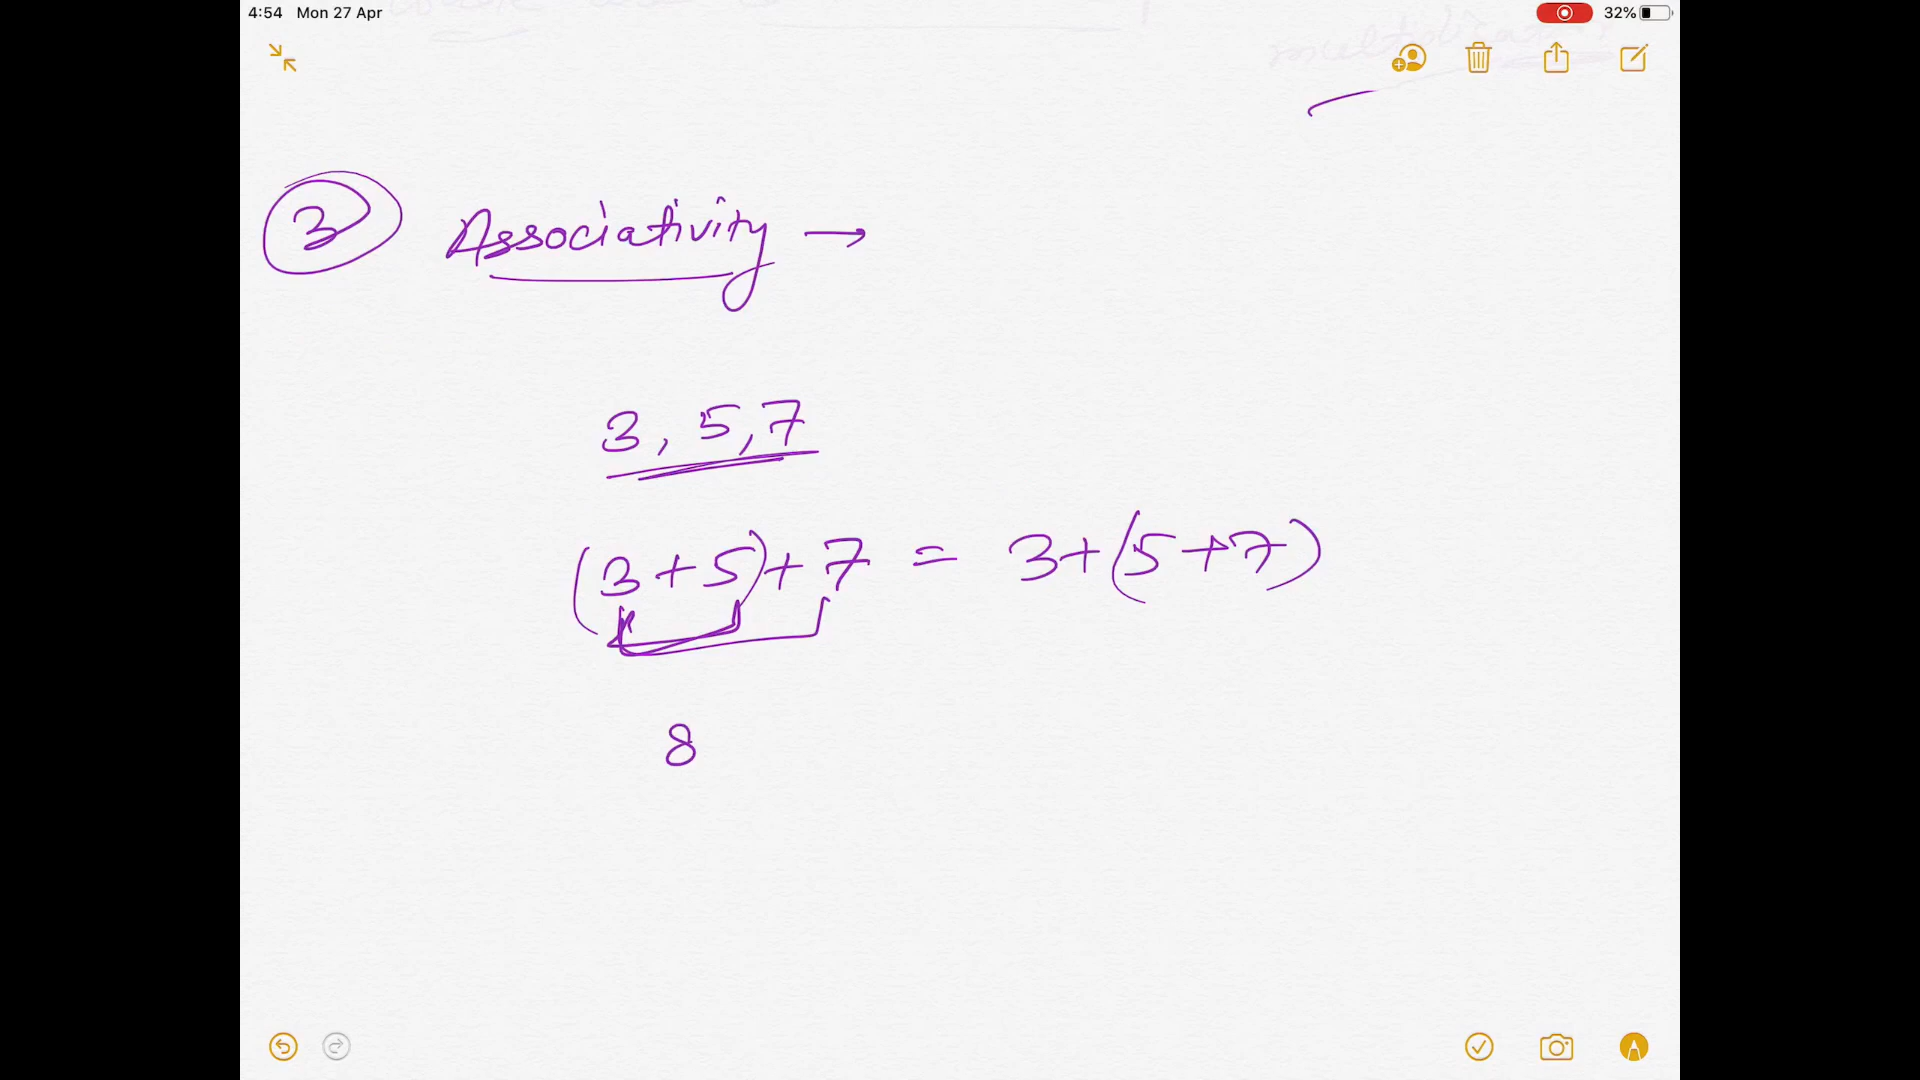 4:54 Mon 27 Apr 32%
3 Associativity →
3, 5, 7
(3 + 5) + 7 = 3 + (5 + 7)
8